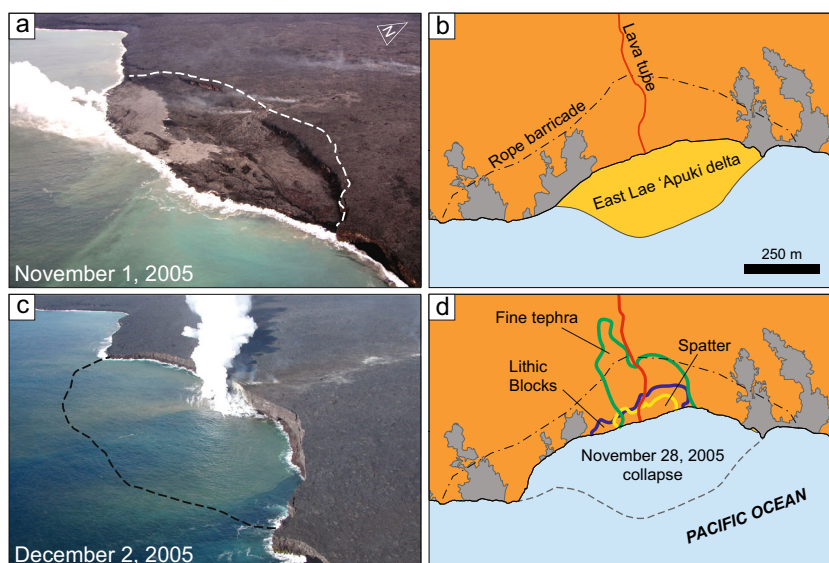 a
N
November 1, 2005
b
Lava tube
Rope barricade
East Lae ‘Apuki delta
250 m
c
December 2, 2005
d
Fine tephra
Spatter
Lithic
Blocks
November 28, 2005
collapse
PACIFIC OCEAN